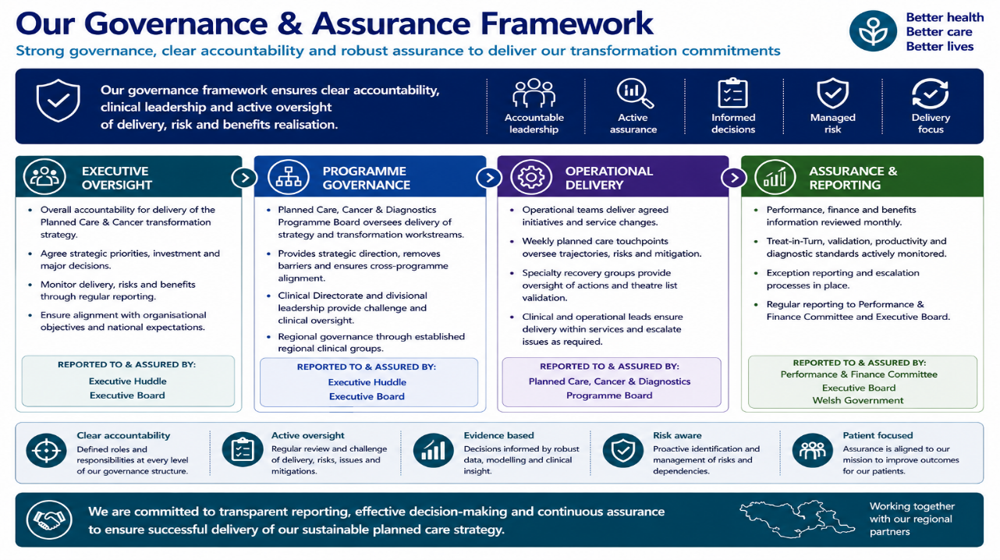 Our Governance & Assurance Framework
Strong governance, clear accountability and robust assurance to deliver our transformation commitments
Better health
Better care
Better lives
Our governance framework ensures clear accountability,
clinical leadership and active oversight
of delivery, risk and benefits realisation.
Accountable
leadership
Active
assurance
Informed
decisions
Managed
risk
Delivery
focus
EXECUTIVE
OVERSIGHT
• Overall accountability for delivery of the
Planned Care & Cancer transformation
strategy.
• Agree strategic priorities, investment and
major decisions.
• Monitor delivery, risks and benefits
through regular reporting.
• Ensure alignment with organisational
objectives and national expectations.
REPORTED TO & ASSURED BY:
Executive Huddle
Executive Board
PROGRAMME
GOVERNANCE
• Planned Care, Cancer & Diagnostics
Programme Board oversees delivery of
strategy and transformation workstreams.
• Provides strategic direction, removes
barriers and ensures cross-programme
alignment.
• Clinical Directorate and divisional
leadership provide challenge and
clinical oversight.
• Regional governance through established
regional clinical groups.
REPORTED TO & ASSURED BY:
Executive Huddle
Executive Board
OPERATIONAL
DELIVERY
• Operational teams deliver agreed
initiatives and service changes.
• Weekly planned care touchpoints
oversee trajectories, risks and mitigation.
• Specialty recovery groups provide
oversight of actions and theatre list
validation.
• Clinical and operational leads ensure
delivery within services and escalate
issues as required.
REPORTED TO & ASSURED BY:
Planned Care, Cancer & Diagnostics
Programme Board
ASSURANCE &
REPORTING
• Performance, finance and benefits
information reviewed monthly.
• Treat-in-Turn, validation, productivity and
diagnostic standards actively monitored.
• Exception reporting and escalation
processes in place.
• Regular reporting to Performance &
Finance Committee and Executive Board.
REPORTED TO & ASSURED BY:
Performance & Finance Committee
Executive Board
Welsh Government
Clear accountability
Defined roles and
responsibilities at every level
of our governance structure.
Active oversight
Regular review and challenge
of delivery, risks, issues and
mitigations.
Evidence based
Decisions informed by robust
data, modelling and clinical
insight.
Risk aware
Proactive identification and
management of risks and
dependencies.
Patient focused
Assurance is aligned to our
mission to improve outcomes
for our patients.
We are committed to transparent reporting, effective decision-making and continuous assurance
to ensure successful delivery of our sustainable planned care strategy.
Working together
with our regional
partners